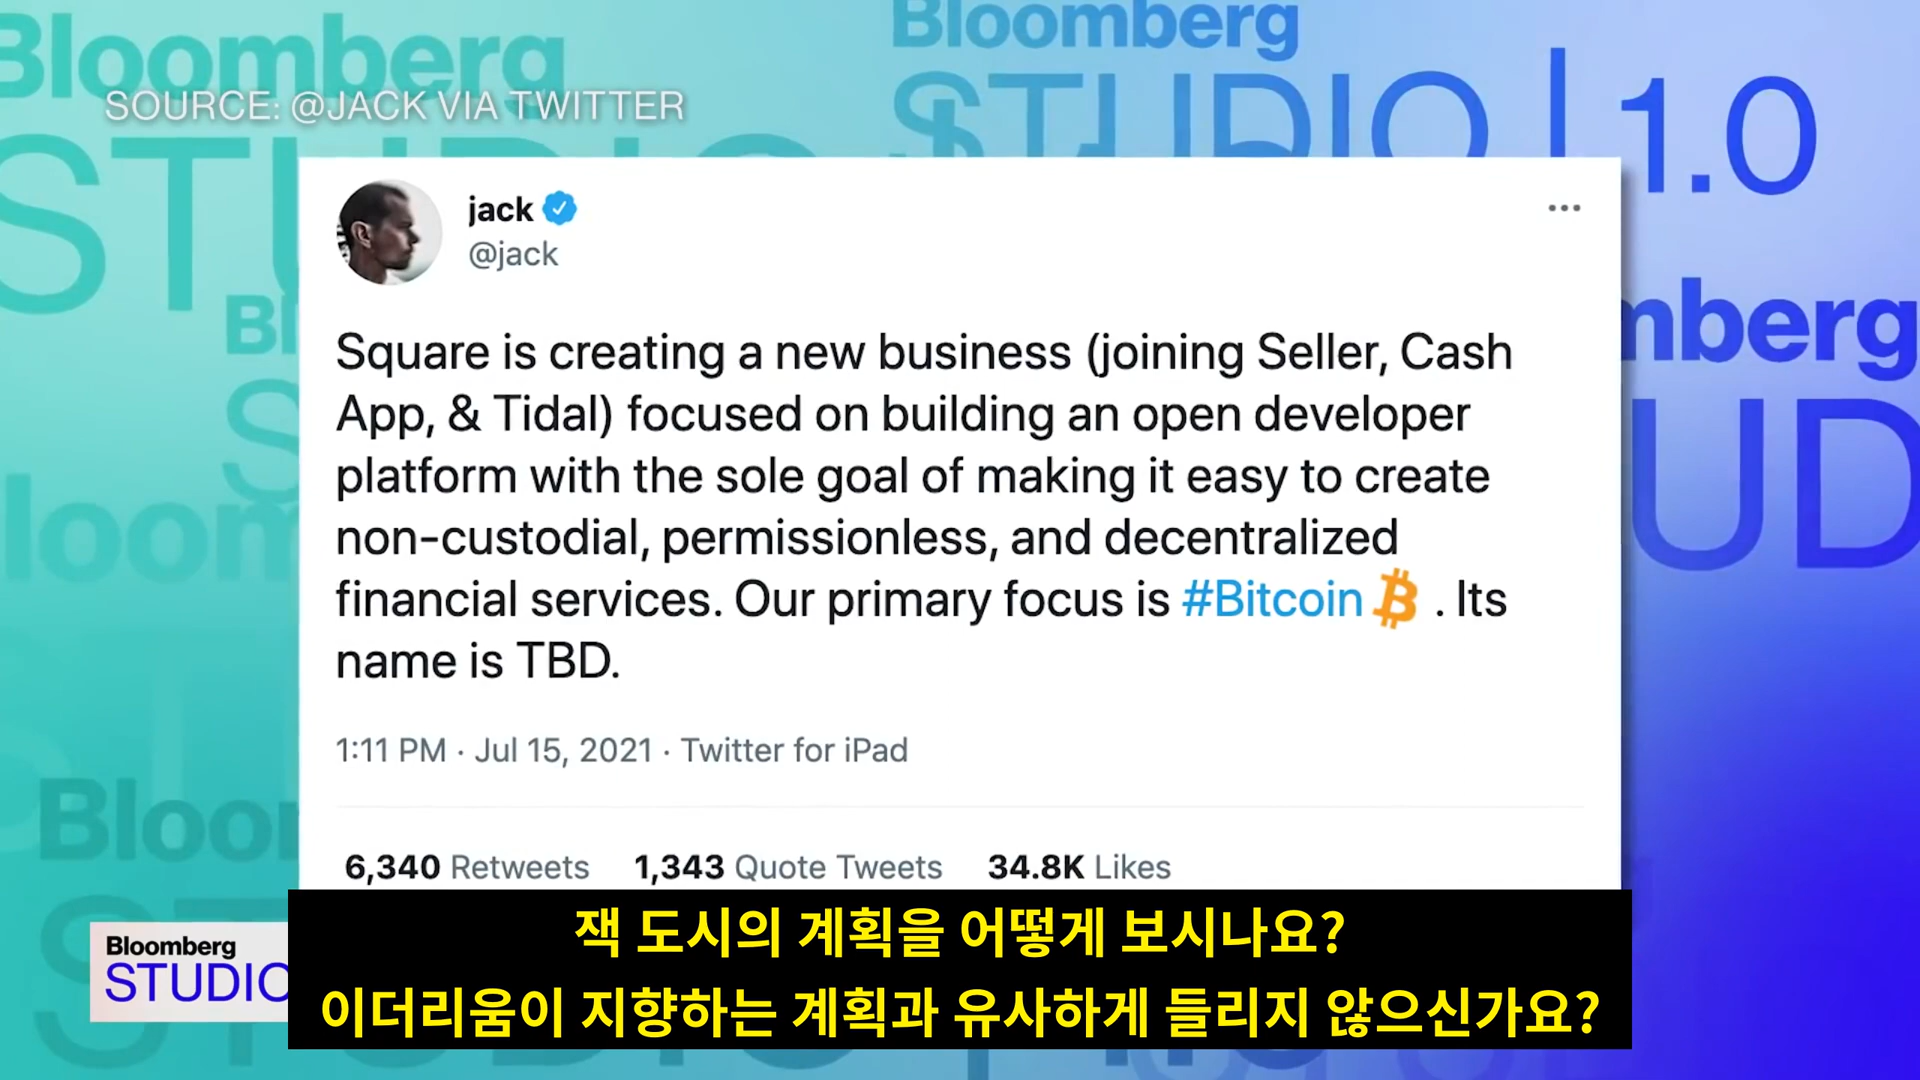 Bloomberg
STUDIO
SOURCE: @JACK VIA TWITTER
Bloomberg
STUDIO | 1.0
jack
@jack
Square is creating a new business (joining Seller, Cash
App, & Tidal) focused on building an open developer
platform with the sole goal of making it easy to create
non-custodial, permissionless, and decentralized
financial services. Our primary focus is #Bitcoin . Its
name is TBD.
1:11 PM · Jul 15, 2021 · Twitter for iPad
6,340 Retweets 1,343 Quote Tweets 34.8K Likes
Bloomberg
STUDIO
잭 도시의 계획을 어떻게 보시나요?
이더리움이 지향하는 계획과 유사하게 들리지 않으신가요?